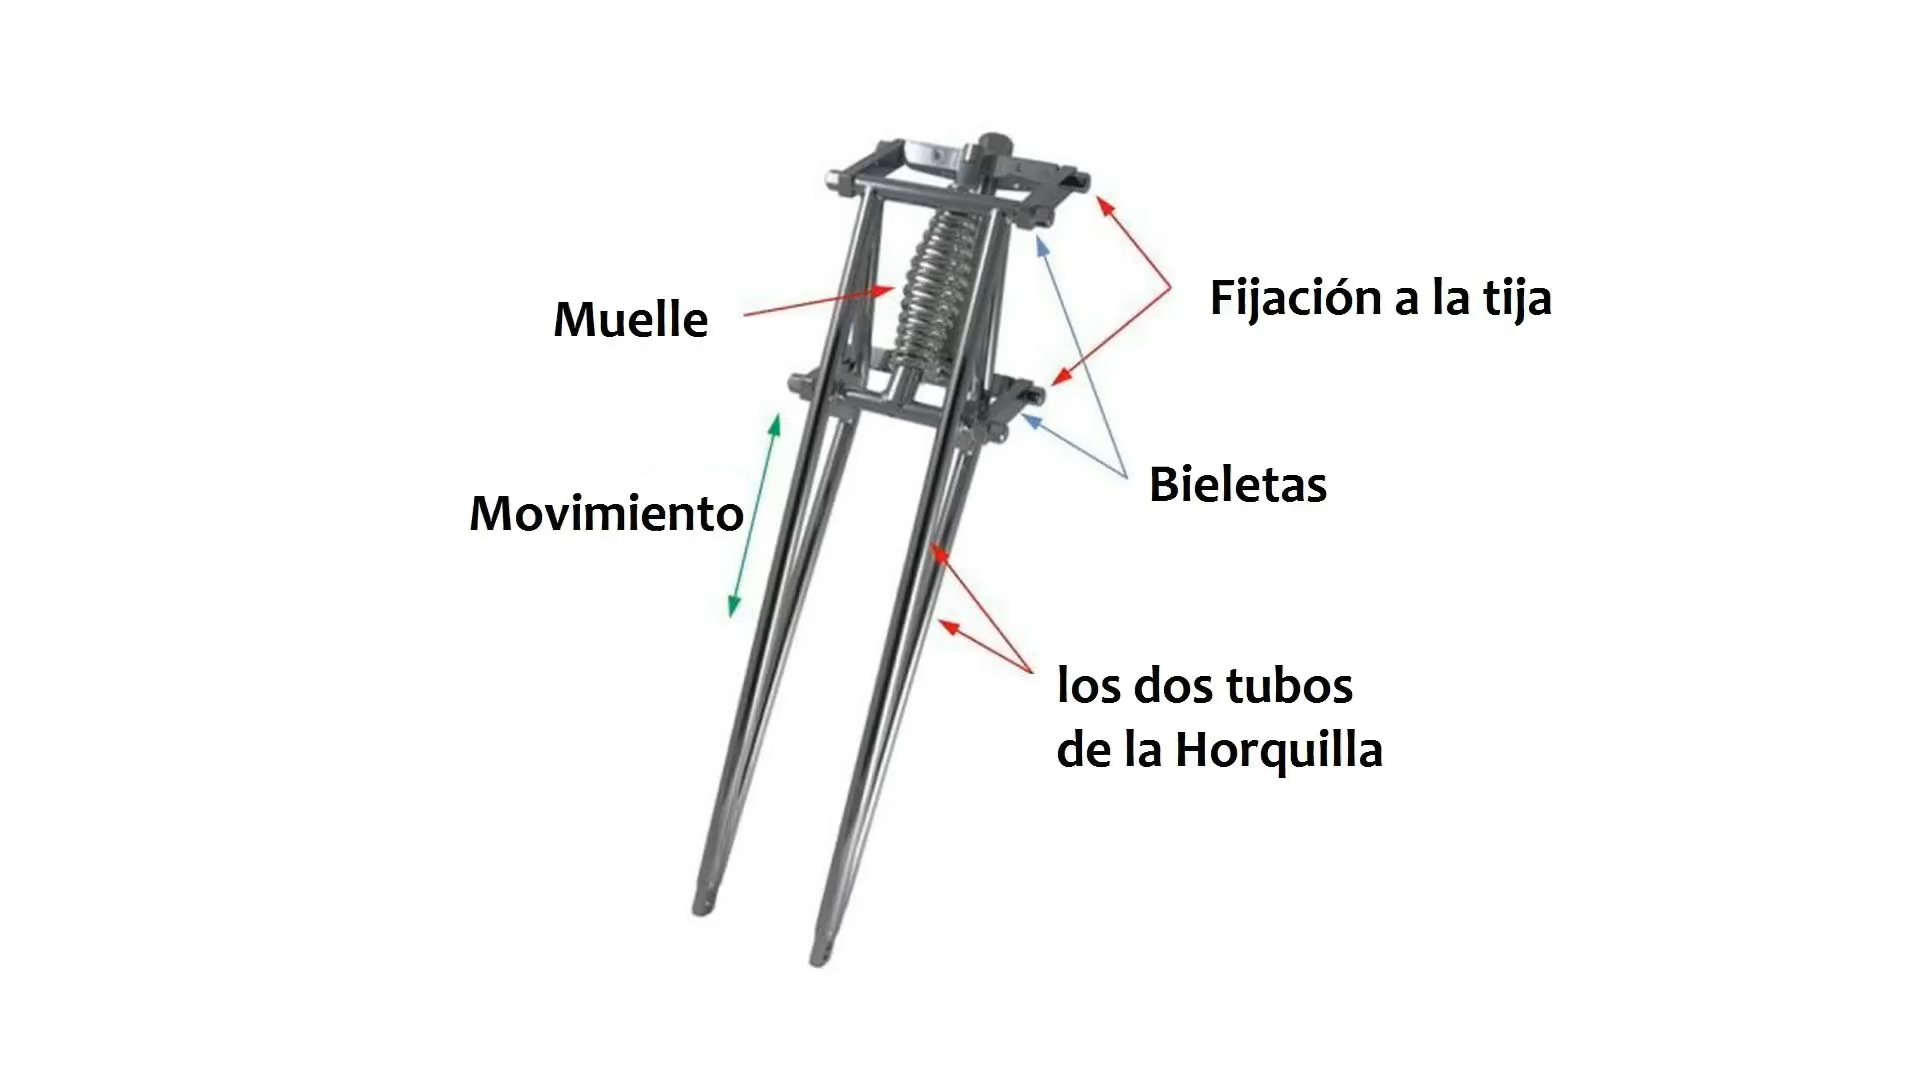 Fijación a la tija
Muelle
Bieletas
Movimiento
los dos tubos
de la Horquilla